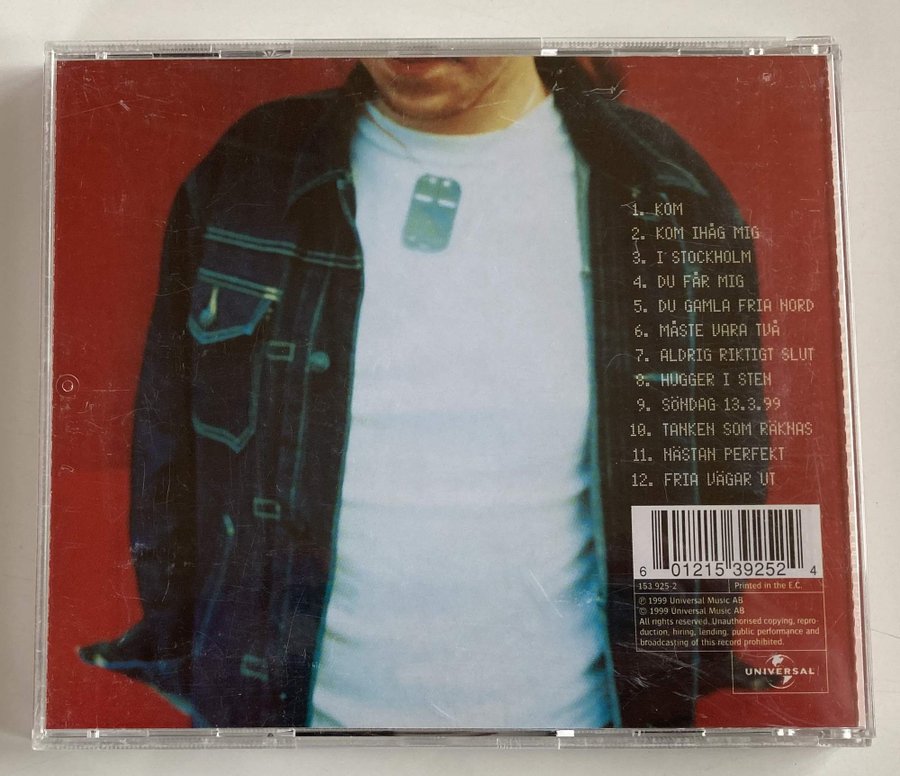 1. KOM
2. KOM IHÅG MIG
3. I STOCKHOLM
4. DU FÅR MIG
5. DU GAMLA FRIA NORD
6. MÅSTE VARA TVÅ
7. ALDRIG RIKTIGT SLUT
8. HUGGER I STEN
9. SÖNDAG 13.3.99
10. TANKEN SOM RÄKNAS
11. NÄSTAN PERFEKT
12. FRIA VÄGAR UT
6 01215 39252 4
153 925-2 Printed in the E.C.
℗ 1999 Universal Music AB
© 1999 Universal Music AB
All rights reserved. Unauthorised copying, repro-
duction, hiring, lending, public performance and
broadcasting of this record prohibited.
UNIVERSAL